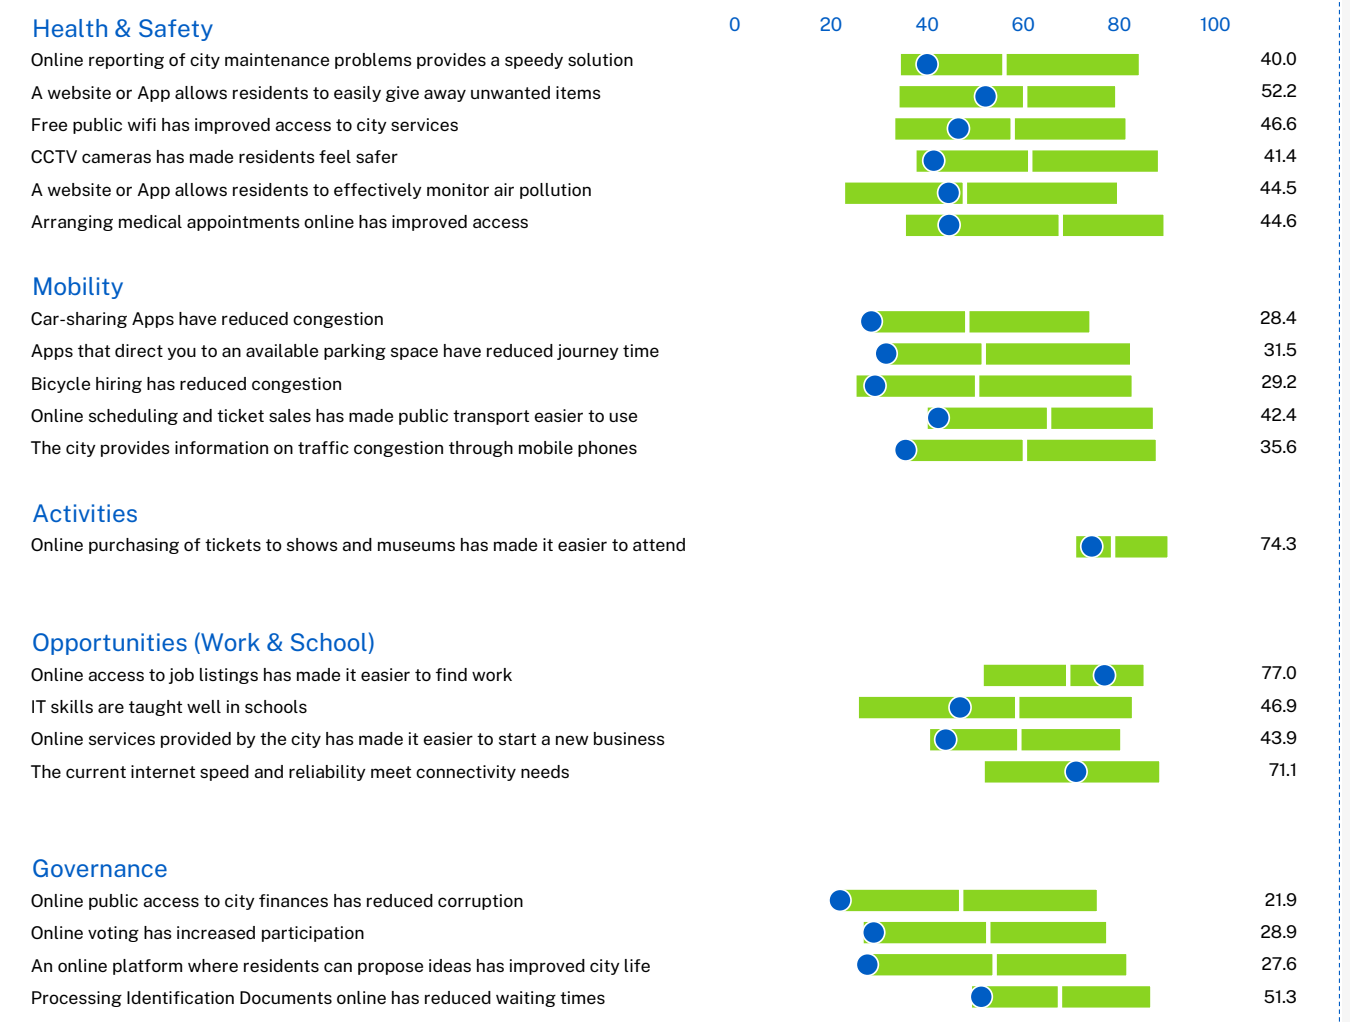 Health & Safety 0 20 40 60 80 100
Online reporting of city maintenance problems provides a speedy solution 40.0
A website or App allows residents to easily give away unwanted items 52.2
Free public wifi has improved access to city services 46.6
CCTV cameras has made residents feel safer 41.4
A website or App allows residents to effectively monitor air pollution 44.5
Arranging medical appointments online has improved access 44.6
Mobility
Car-sharing Apps have reduced congestion 28.4
Apps that direct you to an available parking space have reduced journey time 31.5
Bicycle hiring has reduced congestion 29.2
Online scheduling and ticket sales has made public transport easier to use 42.4
The city provides information on traffic congestion through mobile phones 35.6
Activities
Online purchasing of tickets to shows and museums has made it easier to attend 74.3
Opportunities (Work & School)
Online access to job listings has made it easier to find work 77.0
IT skills are taught well in schools 46.9
Online services provided by the city has made it easier to start a new business 43.9
The current internet speed and reliability meet connectivity needs 71.1
Governance
Online public access to city finances has reduced corruption 21.9
Online voting has increased participation 28.9
An online platform where residents can propose ideas has improved city life 27.6
Processing Identification Documents online has reduced waiting times 51.3